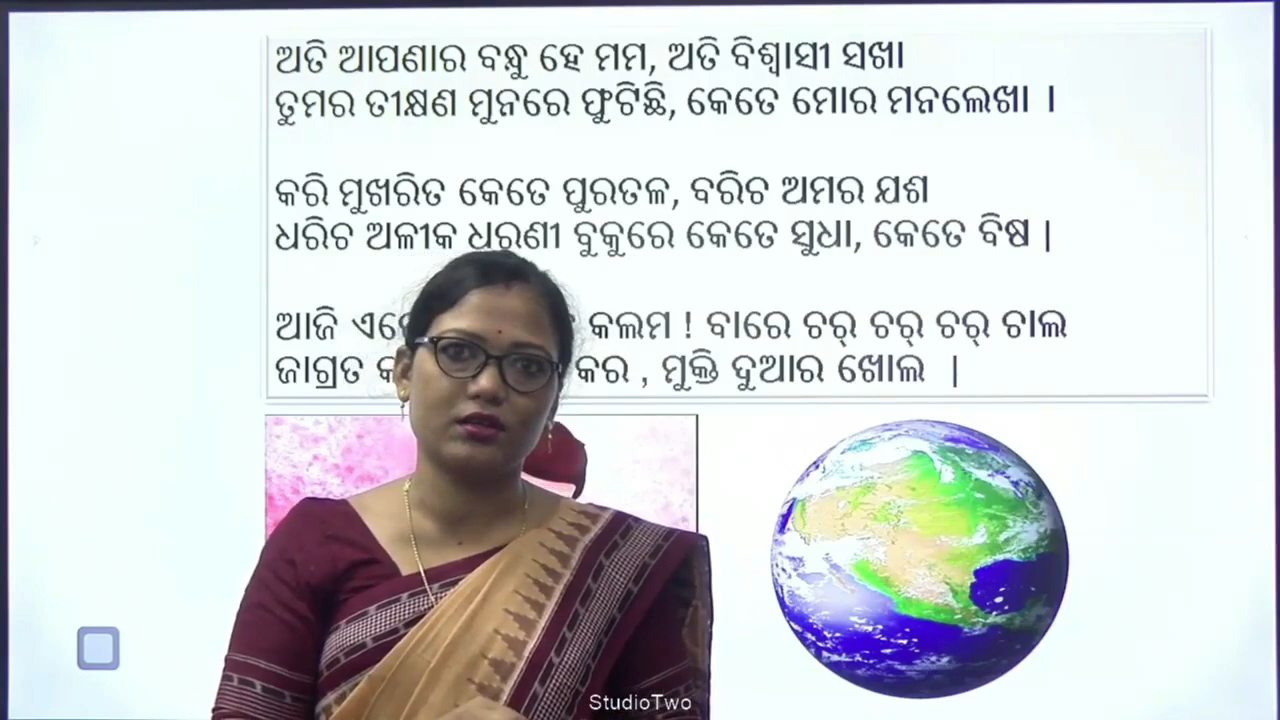 ଅତି ଆପଣାର ବନ୍ଧୁ ହେ ମମ, ଅତି ବିଶ୍ୱାସୀ ସଖା
ତୁମର ତୀକ୍ଷଣ ମୁନରେ ଫୁଟିଛି, କେତେ ମୋର ମନଲେଖା ।
କରି ମୁଖରିତ କେତେ ପୁରତଳ, ବରିଚ ଅମର ଯଶ
ଧରିଚ ଅଳୀକ ଧରଣୀ ବୁକୁରେ କେତେ ସୁଧା, କେତେ ବିଷ |
ଆଜି କଲମ ! ବାରେ ଚର୍ ଚର୍ ଚର୍ ଚାଲ
ଜାଗ୍ରତ କର , ମୁକ୍ତି ଦୁଆର ଖୋଲ |
StudioTwo